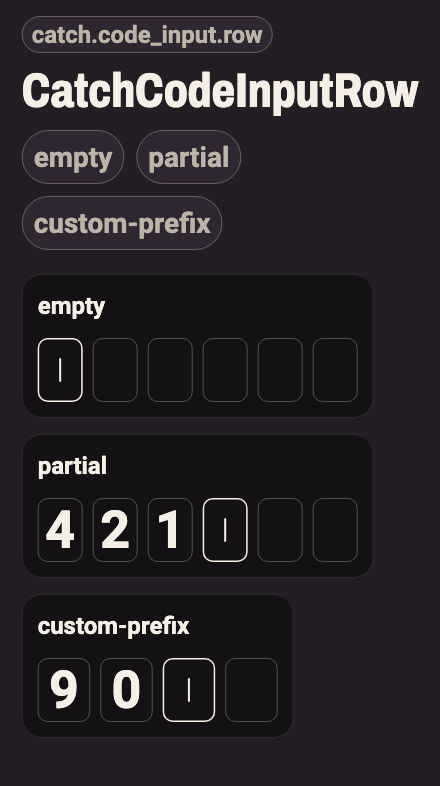 catch.code_input.row
CatchCodeInputRow
empty partial
custom-prefix
empty
partial
4 2 1
custom-prefix
9 0